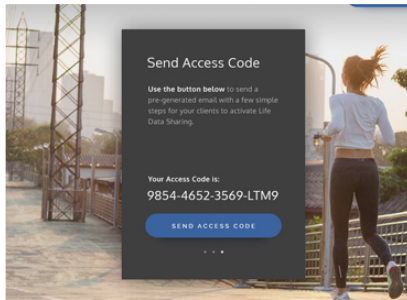 Send Access Code
Use the button below to send a
pre-generated email with a few simple
steps for your clients to activate Life
Data Sharing.
Your Access Code is:
9854-4652-3569-LTM9
SEND ACCESS CODE